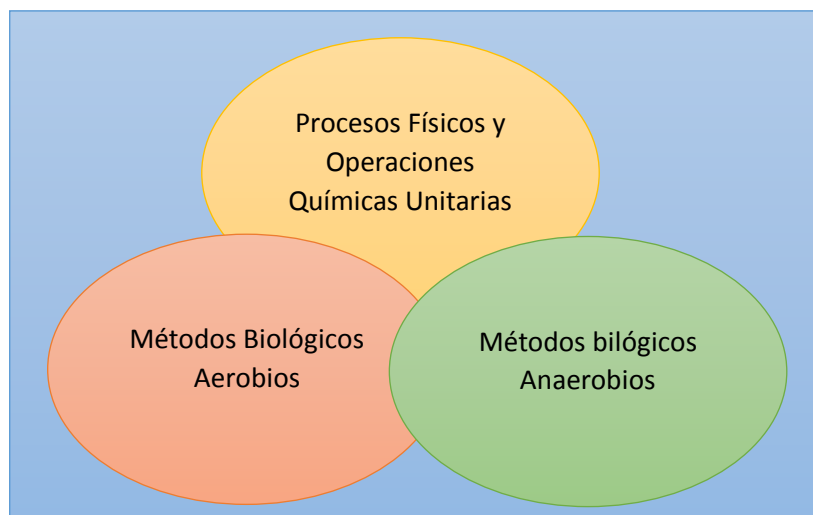 Procesos Físicos y
Operaciones
Químicas Unitarias
Métodos Biológicos
Aerobios
Métodos bilógicos
Anaerobios